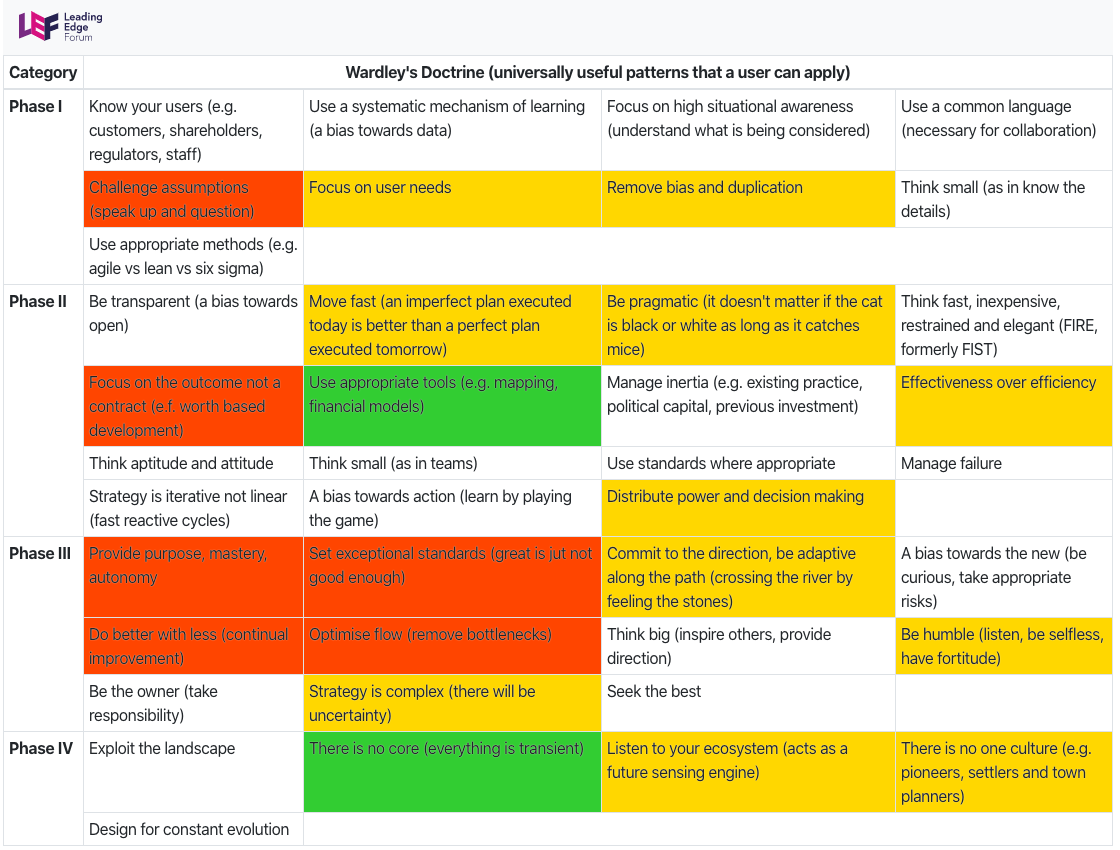 LEF
Leading
Edge
Forum
Category
Wardley's Doctrine (universally useful patterns that a user can apply)
Phase I
Know your users (e.g.
customers, shareholders,
regulators, staff)
Use a systematic mechanism of learning
(a bias towards data)
Focus on high situational awareness
(understand what is being considered)
Use a common language
(necessary for collaboration)
Challenge assumptions
(speak up and question)
Focus on user needs
Remove bias and duplication
Think small (as in know the
details)
Use appropriate methods (e.g.
agile vs lean vs six sigma)
Phase II
Be transparent (a bias towards
open)
Move fast (an imperfect plan executed
today is better than a perfect plan
executed tomorrow)
Be pragmatic (it doesn't matter if the cat
is black or white as long as it catches
mice)
Think fast, inexpensive,
restrained and elegant (FIRE,
formerly FIST)
Focus on the outcome not a
contract (e.f. worth based
development)
Use appropriate tools (e.g. mapping,
financial models)
Manage inertia (e.g. existing practice,
political capital, previous investment)
Effectiveness over efficiency
Think aptitude and attitude
Think small (as in teams)
Use standards where appropriate
Manage failure
Strategy is iterative not linear
(fast reactive cycles)
A bias towards action (learn by playing
the game)
Distribute power and decision making
Phase III
Provide purpose, mastery,
autonomy
Set exceptional standards (great is jut not
good enough)
Commit to the direction, be adaptive
along the path (crossing the river by
feeling the stones)
A bias towards the new (be
curious, take appropriate
risks)
Do better with less (continual
improvement)
Optimise flow (remove bottlenecks)
Think big (inspire others, provide
direction)
Be humble (listen, be selfless,
have fortitude)
Be the owner (take
responsibility)
Strategy is complex (there will be
uncertainty)
Seek the best
Phase IV
Exploit the landscape
There is no core (everything is transient)
Listen to your ecosystem (acts as a
future sensing engine)
There is no one culture (e.g.
pioneers, settlers and town
planners)
Design for constant evolution